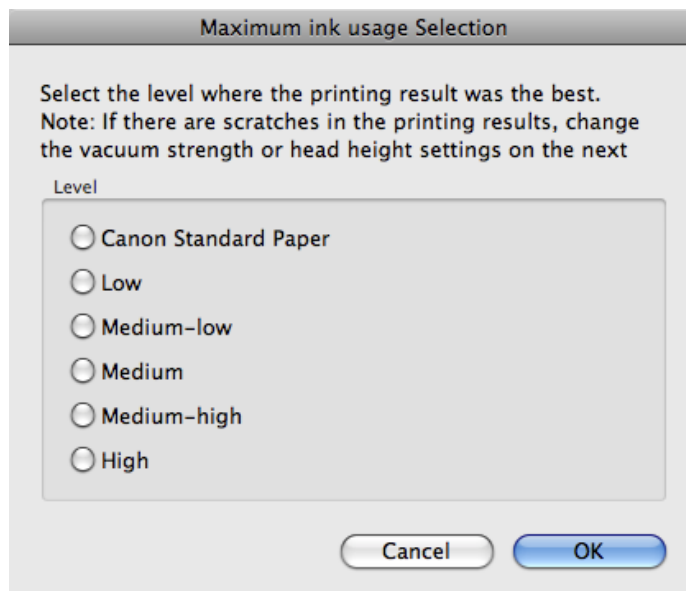 Maximum ink usage Selection
Select the level where the printing result was the best.
Note: If there are scratches in the printing results, change
the vacuum strength or head height settings on the next
Level
Canon Standard Paper
Low
Medium-low
Medium
Medium-high
High
Cancel OK